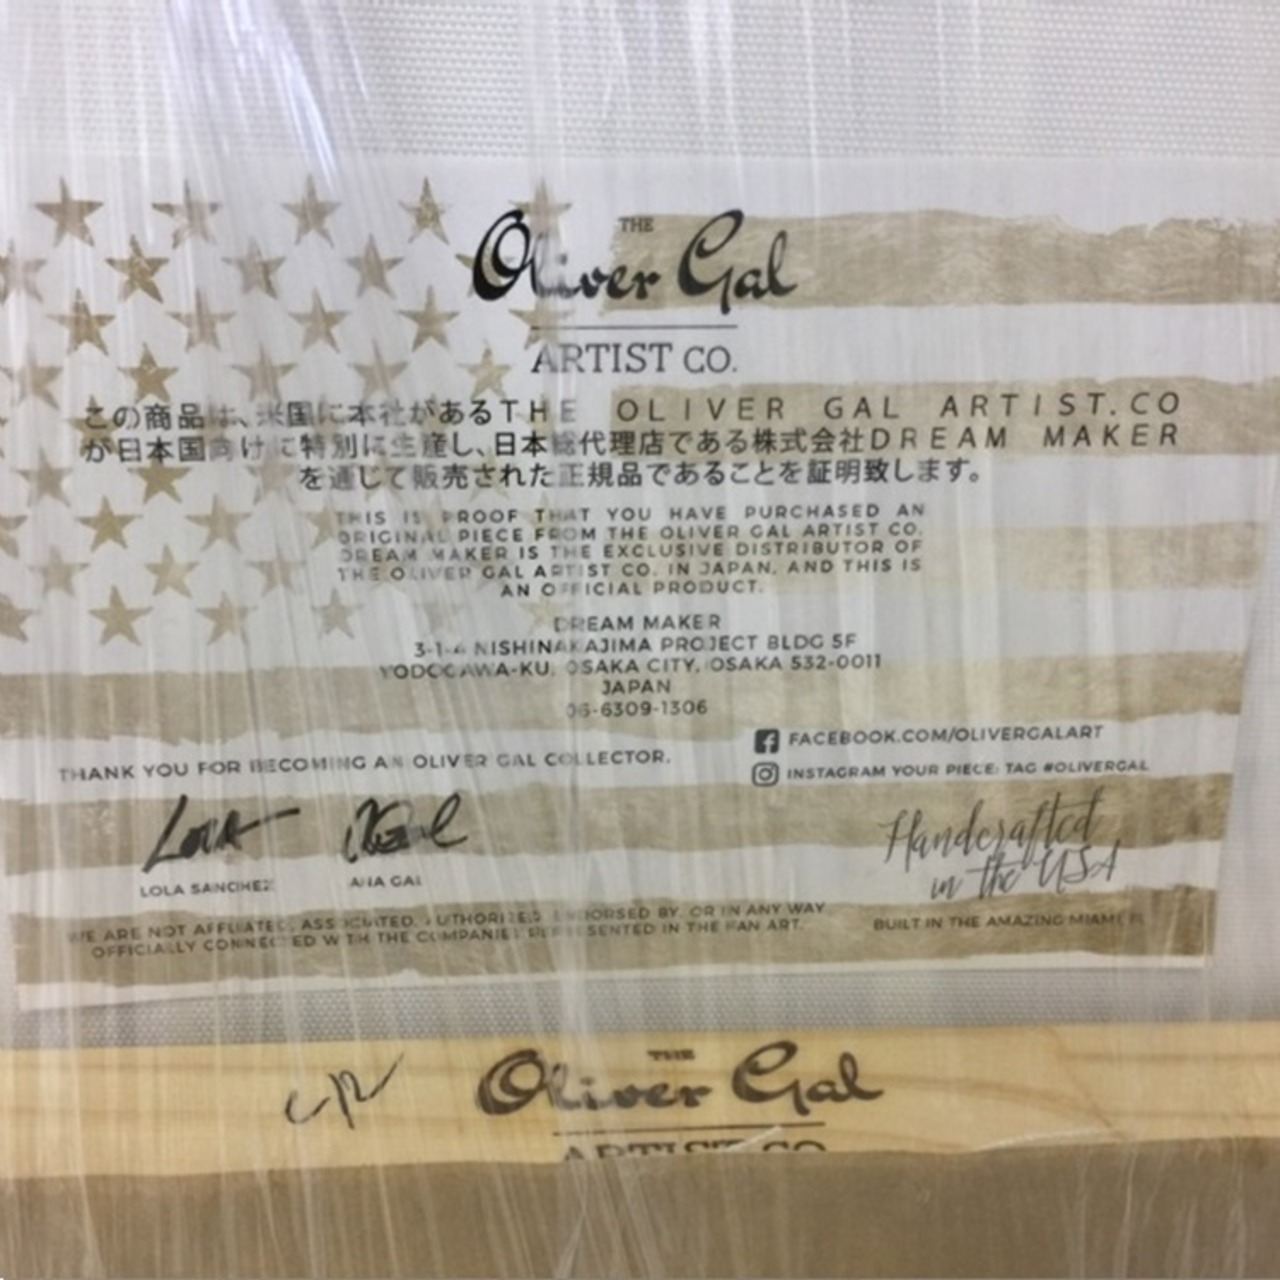 THE
Oliver Gal
ARTIST CO.
この商品は、米国に本社があるTHE OLIVER GAL ARTIST.CO
が日本国向けに特別に生産し、日本総代理店である株式会社DREAM MAKER
を通じて販売された正規品であることを証明致します。
THIS IS PROOF THAT YOU HAVE PURCHASED AN
ORIGINAL PIECE FROM THE OLIVER GAL ARTIST CO.
DREAM MAKER IS THE EXCLUSIVE DISTRIBUTOR OF
THE OLIVER GAL ARTIST CO. IN JAPAN, AND THIS IS
AN OFFICIAL PRODUCT.
DREAM MAKER
3-1-4 NISHINAKAJIMA PROJECT BLDG 5F
YODOGAWA-KU, OSAKA CITY, OSAKA 532-0011
JAPAN
06-6309-1306
FACEBOOK.COM/OLIVERGALART
THANK YOU FOR BECOMING AN OLIVER GAL COLLECTOR.
INSTAGRAM YOUR PIECE: TAG #OLIVERGAL
Lola
Handcrafted
in the USA
LOLA SANCHEZ
ANA GAL
WE ARE NOT AFFILIATED, ASSOCIATED, AUTHORIZED, ENDORSED BY, OR IN ANY WAY
OFFICIALLY CONNECTED WITH THE COMPANIES REPRESENTED IN THE FAN ART.
BUILT IN THE AMAZING MIAMI, FL
THE
Oliver Gal
ARTIST CO